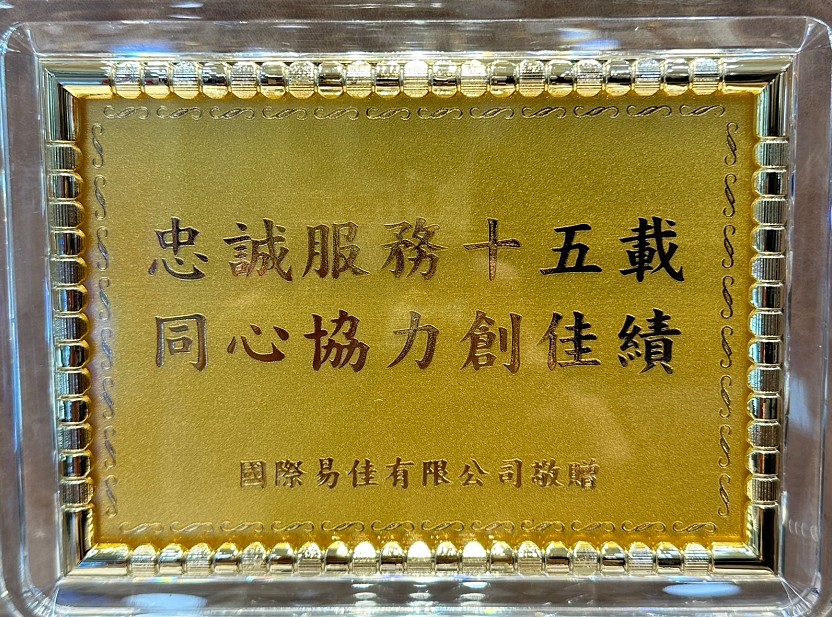 忠誠服務十五載
同心協力創佳績
國際易佳有限公司敬贈